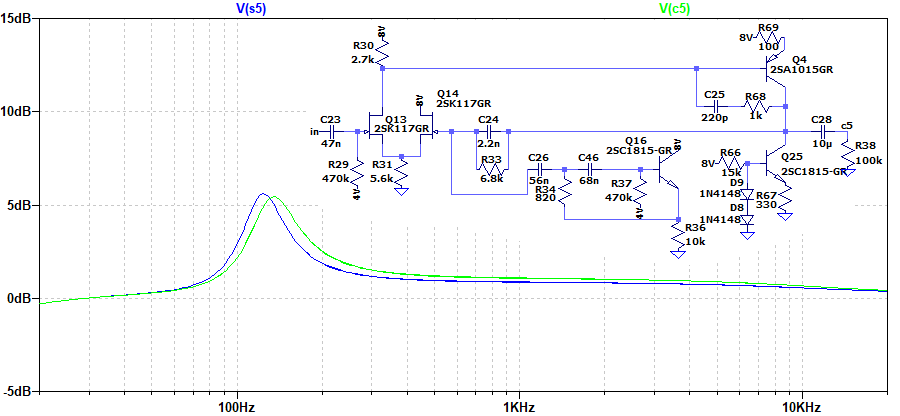 V(s5) V(c5)
15dB
10dB
5dB
0dB
-5dB
100Hz 1KHz 10KHz
R30
2.7k
8V
Q14
2SK117GR
8V
Q13
2SK117GR
C23
in
47n
R29
470k
4V
R31
5.6k
C24
2.2n
R33
6.8k
C26
56n
C46
68n
R34
820
R37
470k
4V
Q16
2SC1815-GR
8V
R36
10k
R69
8V
100
Q4
2SA1015GR
C25
220p
R68
1k
C28
c5
10µ
R38
100k
R66
8V
15k
Q25
2SC1815-GR
D9
1N4148
D8
1N4148
R67
330